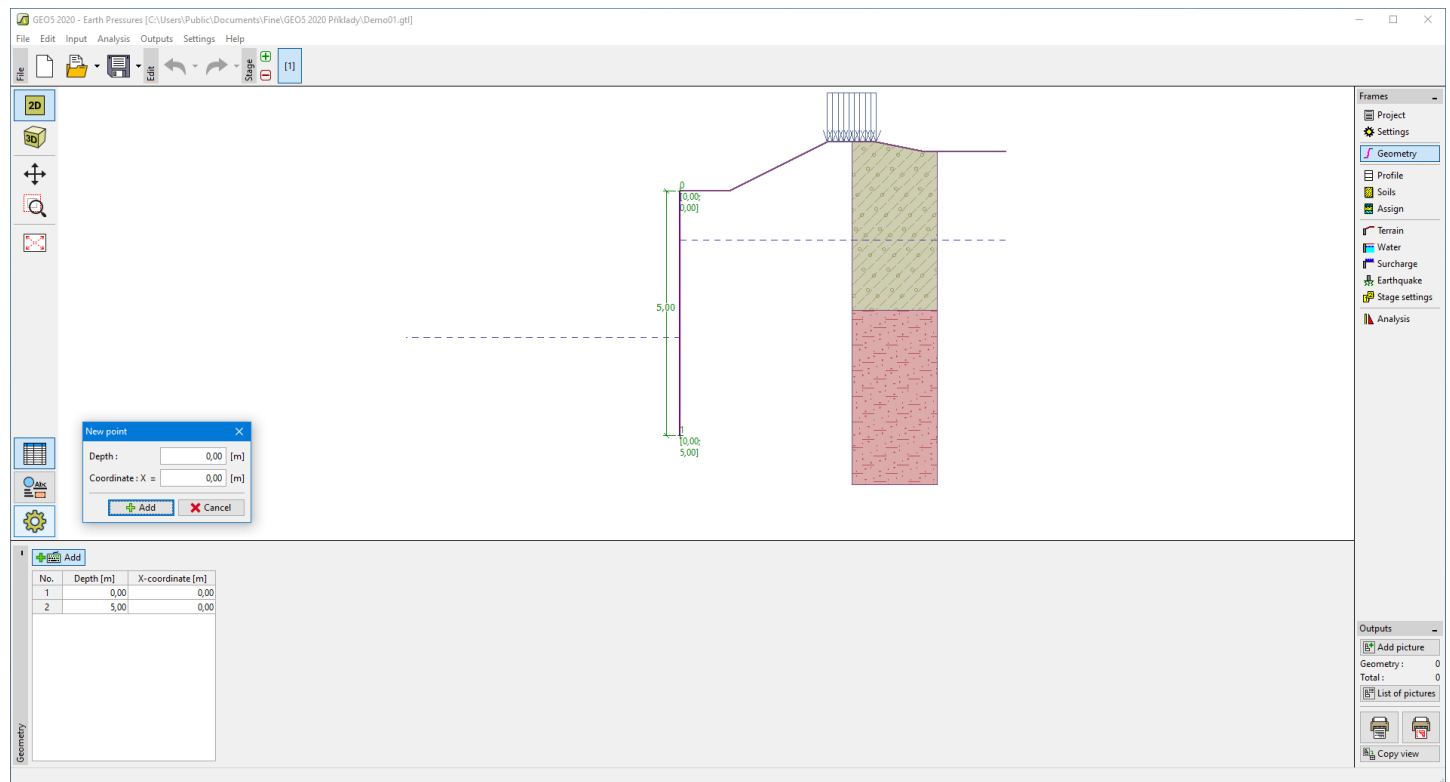 GEO5 2020 - Earth Pressures [C:\Users\Public\Documents\Fine\GEO5 2020 Příklady\Demo01.gtl]
File Edit Input Analysis Outputs Settings Help
File
Edit
Stage
[1]
2D
3D
Abc
0
[0,00;
0,00]
5,00
1
[0,00;
5,00]
New point
Depth : 0,00 [m]
Coordinate : X = 0,00 [m]
Add Cancel
Frames
Project
Settings
Geometry
Profile
Soils
Assign
Terrain
Water
Surcharge
Earthquake
Stage settings
Analysis
Geometry
Add
No. Depth [m] X-coordinate [m]
1 0,00 0,00
2 5,00 0,00
Outputs
Add picture
Geometry : 0
Total : 0
List of pictures
Copy view